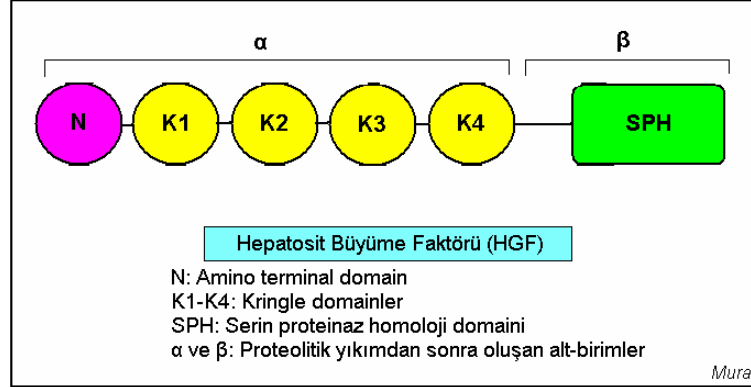 α β
N K1 K2 K3 K4 SPH
Hepatosit Büyüme Faktörü (HGF)
N: Amino terminal domain
K1-K4: Kringle domainler
SPH: Serin proteinaz homoloji domaini
α ve β: Proteolitik yıkımdan sonra oluşan alt-birimler